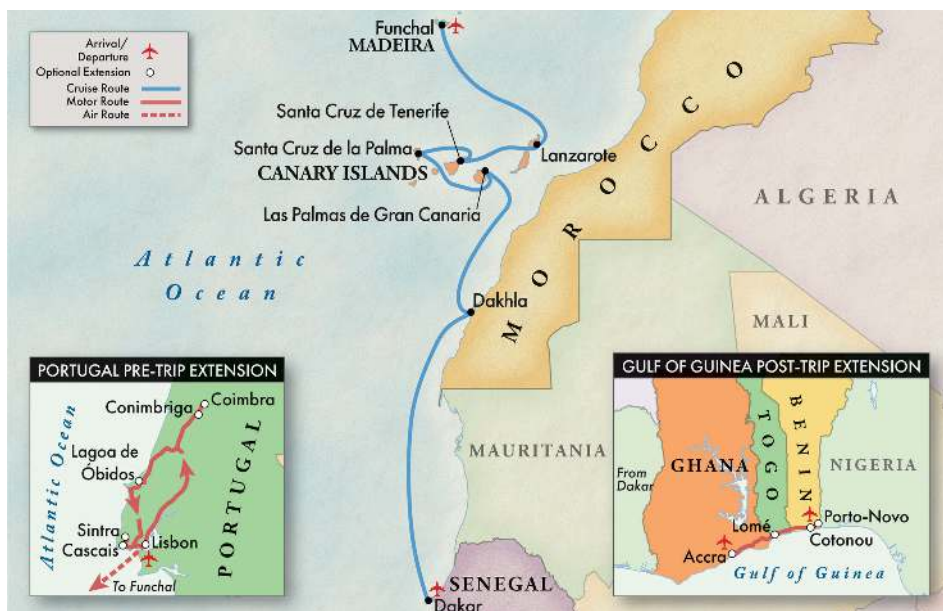 Arrival/
Departure
Optional Extension
Cruise Route
Motor Route
Air Route
Funchal
MADEIRA
Santa Cruz de Tenerife
Santa Cruz de la Palma
CANARY ISLANDS
Lanzarote
Las Palmas de Gran Canaria
MOROCCO
ALGERIA
Atlantic
Ocean
Dakhla
MALI
MAURITANIA
SENEGAL
Dakar
PORTUGAL PRE-TRIP EXTENSION
Atlantic Ocean
Coimbra
Conimbriga
Lagoa de
Óbidos
PORTUGAL
Sintra
Cascais
Lisbon
To Funchal
GULF OF GUINEA POST-TRIP EXTENSION
GHANA
TOGO
BENIN
NIGERIA
From
Dakar
Lomé
Porto-Novo
Cotonou
Accra
Gulf of Guinea